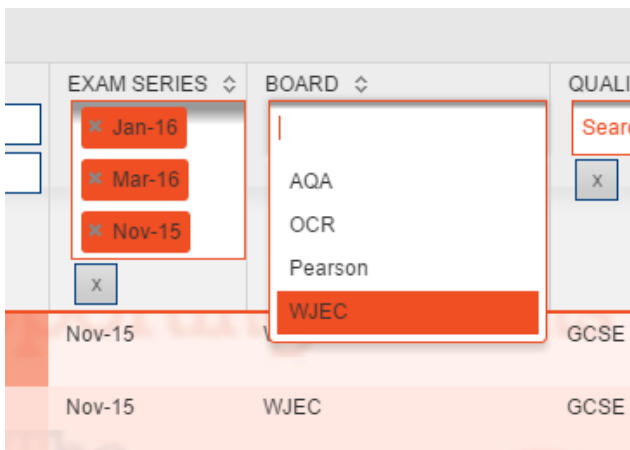 EXAM SERIES BOARD QUALI
× Jan-16 Sear
× Mar-16 AQA x
× Nov-15 OCR
Pearson
x WJEC
Nov-15 GCSE
Nov-15 WJEC GCSE